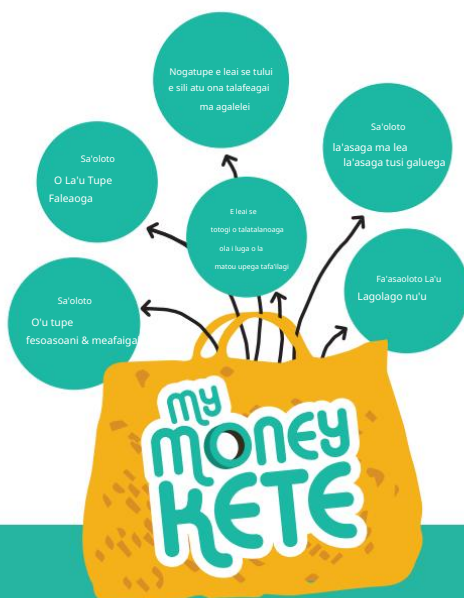 Nogatupe e leai se tului
e sili atu ona talafeagai
ma agalelei
Sa'oloto
la'asaga ma lea
la'asaga tusi galuega
Sa'oloto
O La'u Tupe
Faleaoga
E leai se
totogi o talatalanoaga
ola i luga o la
matou upega tafa'ilagi
Fa'asaoloto La'u
Lagolago nu'u
Sa'oloto
O'u tupe
fesoasoani & meafaiga
my
money
KETE